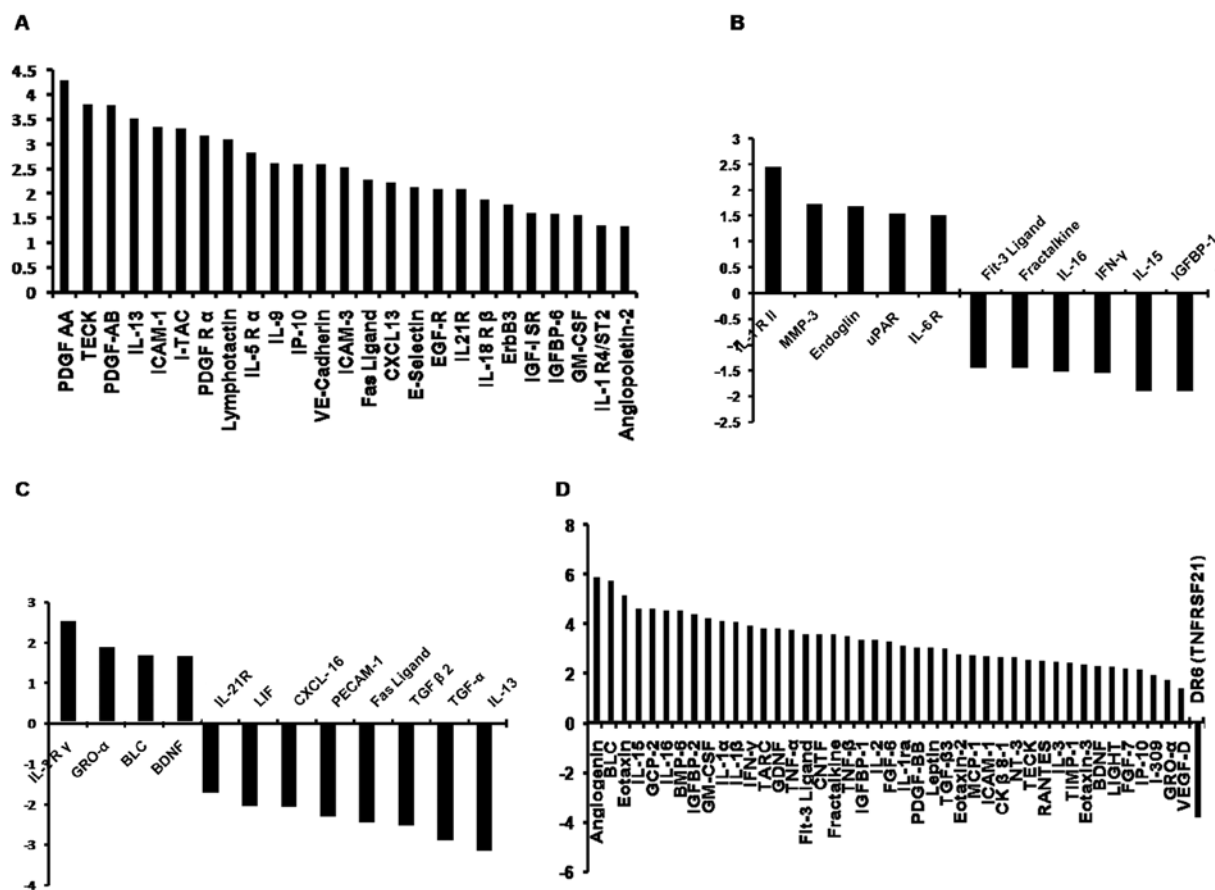 A
4.5
4
3.5
3
2.5
2
1.5
1
0.5
0
PDGF AA
TECK
PDGF-AB
IL-13
ICAM-1
I-TAC
PDGF R α
Lymphotactin
IL-5 R α
IL-9
IP-10
VE-Cadherin
ICAM-3
Fas Ligand
CXCL13
E-Selectin
EGF-R
IL21R
IL-18 R β
ErbB3
IGF-I SR
IGFBP-6
GM-CSF
IL-1 R4/ST2
Angiopoietin-2
B
3
2.5
2
1.5
1
0.5
0
-0.5
-1
-1.5
-2
-2.5
IL-1 R II
MMP-3
Endoglin
uPAR
IL-6 R
Flt-3 Ligand
Fractalkine
IL-16
IFN-γ
IL-15
IGFBP-1
C
3
2
1
0
-1
-2
-3
-4
GRO-α
BLC
BDNF
IL-21R
LIF
CXCL-16
PECAM-1
Fas Ligand
TGF β 2
TGF-α
IL-13
D
8
6
4
2
0
-2
-4
-6
Angiogenin
BLC
Eotaxin
IL-15
GCP-2
IL-16
BMP-6
IGFBP-2
GM-CSF
IL-1α
IL-1β
IFN-γ
TARC
GDNF
TNF-α
Flt-3 Ligand
CNTF
Fractalkine
TNF-β
IGFBP-1
IL-2
FGF-6
IL-1ra
PDGF-BB
Leptin
TGF-β3
Eotaxin-2
MCP-1
ICAM-1
CK β 8-1
NT-3
TECK
RANTES
IL-3
TIMP-1
Eotaxin-3
BDNF
LIGHT
FGF-7
IP-10
I-309
GRO-α
VEGF-D
DR6 (TNFRSF21)